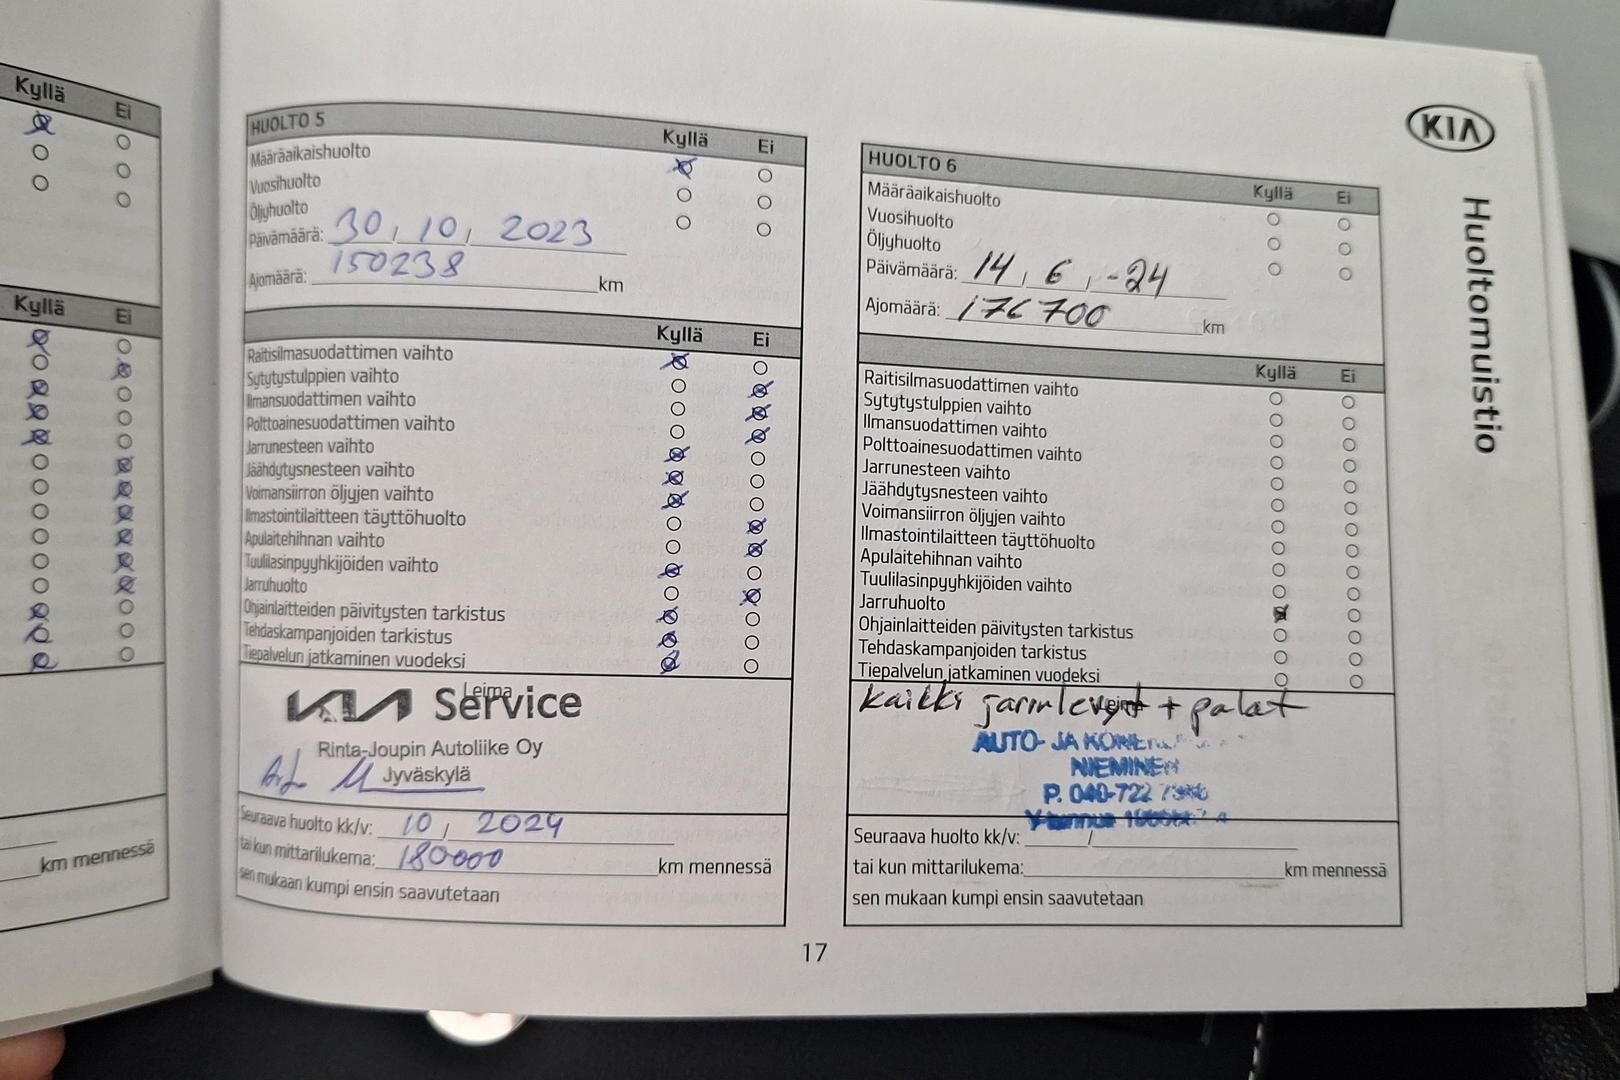 Kyllä Ei
Kyllä Ei
km mennessä
HUOLTO 5 Kyllä Ei
Määräaikaishuolto
Vuosihuolto
Öljyhuolto
Päivämäärä: 30, 10, 2023
Ajomäärä: 150238 km
Kyllä Ei
Raitisilmasuodattimen vaihto
Sytytystulppien vaihto
Ilmansuodattimen vaihto
Polttoainesuodattimen vaihto
Jarrunesteen vaihto
Jäähdytysnesteen vaihto
Voimansiirron öljyjen vaihto
Ilmastointilaitteen täyttöhuolto
Apulaitehihnan vaihto
Tuulilasinpyyhkijöiden vaihto
Jarruhuolto
Ohjainlaitteiden päivitysten tarkistus
Tehdaskampanjoiden tarkistus
Tiepalvelun jatkaminen vuodeksi
Leima
KIA Service
Rinta-Joupin Autoliike Oy
Jyväskylä
Seuraava huolto kk/v: 10, 2024
tai kun mittarilukema: 180000 km mennessä
sen mukaan kumpi ensin saavutetaan
HUOLTO 6 Kyllä Ei
Määräaikaishuolto
Vuosihuolto
Öljyhuolto
Päivämäärä: 14, 6, -24
Ajomäärä: 176 700 km
Kyllä Ei
Raitisilmasuodattimen vaihto
Sytytystulppien vaihto
Ilmansuodattimen vaihto
Polttoainesuodattimen vaihto
Jarrunesteen vaihto
Jäähdytysnesteen vaihto
Voimansiirron öljyjen vaihto
Ilmastointilaitteen täyttöhuolto
Apulaitehihnan vaihto
Tuulilasinpyyhkijöiden vaihto
Jarruhuolto
Ohjainlaitteiden päivitysten tarkistus
Tehdaskampanjoiden tarkistus
Tiepalvelun jatkaminen vuodeksi
Leima
kaikki jarrulevyt + palat
AUTO- JA
NIEMINEN
P. 040-722
Seuraava huolto kk/v: /
tai kun mittarilukema: km mennessä
sen mukaan kumpi ensin saavutetaan
KIA
Huoltomuistio
17